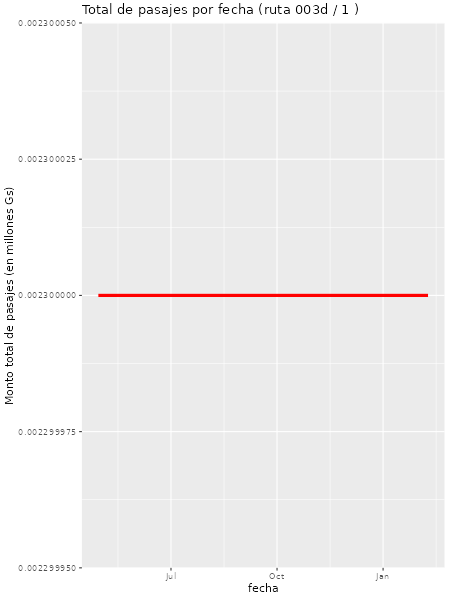 Total de pasajes por fecha (ruta 003d / 1 )
Monto total de pasajes (en millones Gs)
0.002300050
0.002300025
0.002300000
0.002299975
0.002299950
Jul Oct Jan
fecha